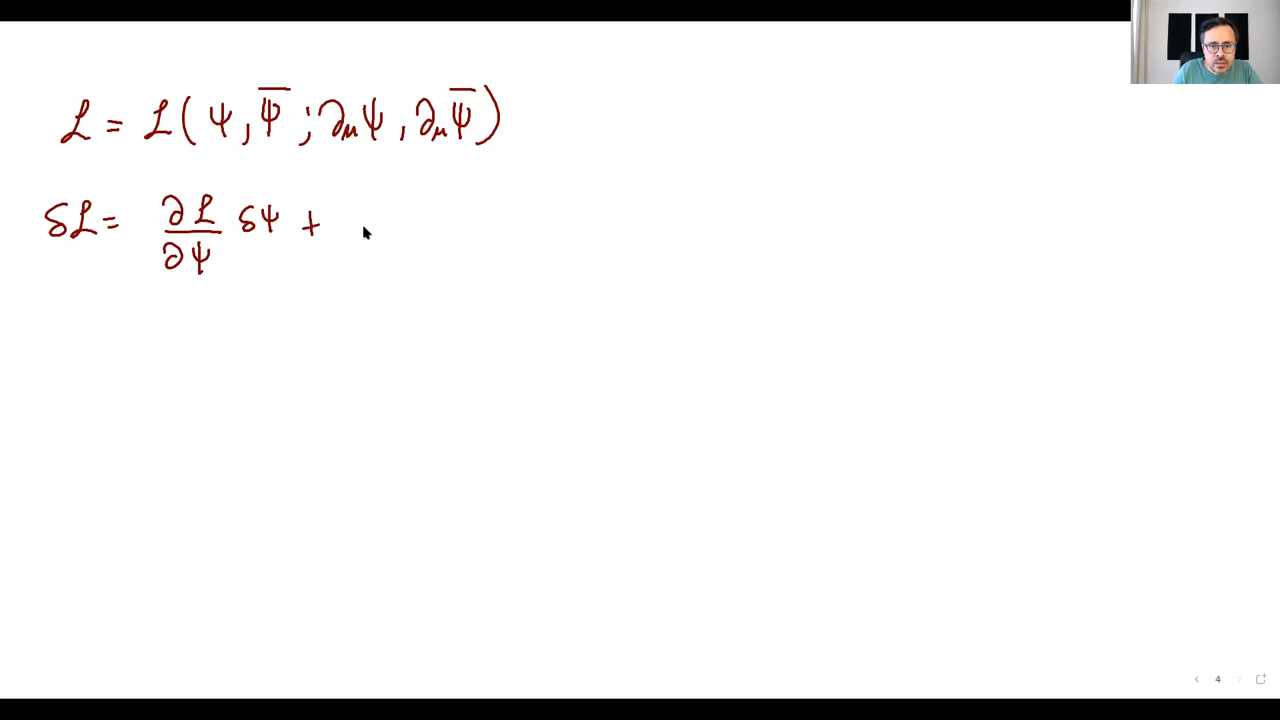 ℒ = ℒ(ψ, ψ̅ ; ∂μψ, ∂μψ̅)
δℒ = ∂ℒ/∂ψ δψ +
4